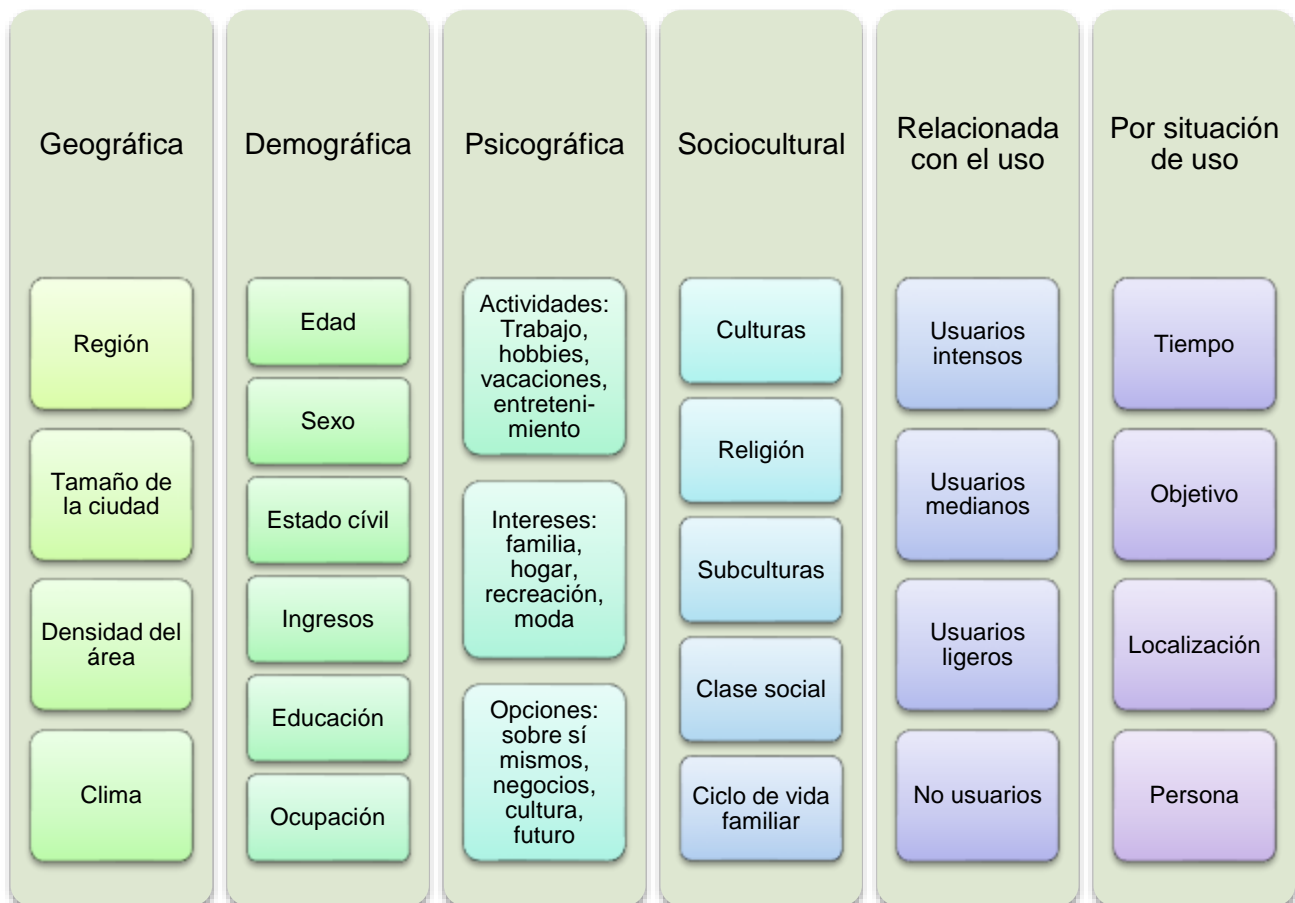 Geográfica
Región
Tamaño de
la ciudad
Densidad del
área
Clima
Demográfica
Edad
Sexo
Estado cívil
Ingresos
Educación
Ocupación
Psicográfica
Actividades:
Trabajo,
hobbies,
vacaciones,
entreteni-
miento
Intereses:
familia,
hogar,
recreación,
moda
Opciones:
sobre sí
mismos,
negocios,
cultura,
futuro
Sociocultural
Culturas
Religión
Subculturas
Clase social
Ciclo de vida
familiar
Relacionada
con el uso
Usuarios
intensos
Usuarios
medianos
Usuarios
ligeros
No usuarios
Por situación
de uso
Tiempo
Objetivo
Localización
Persona